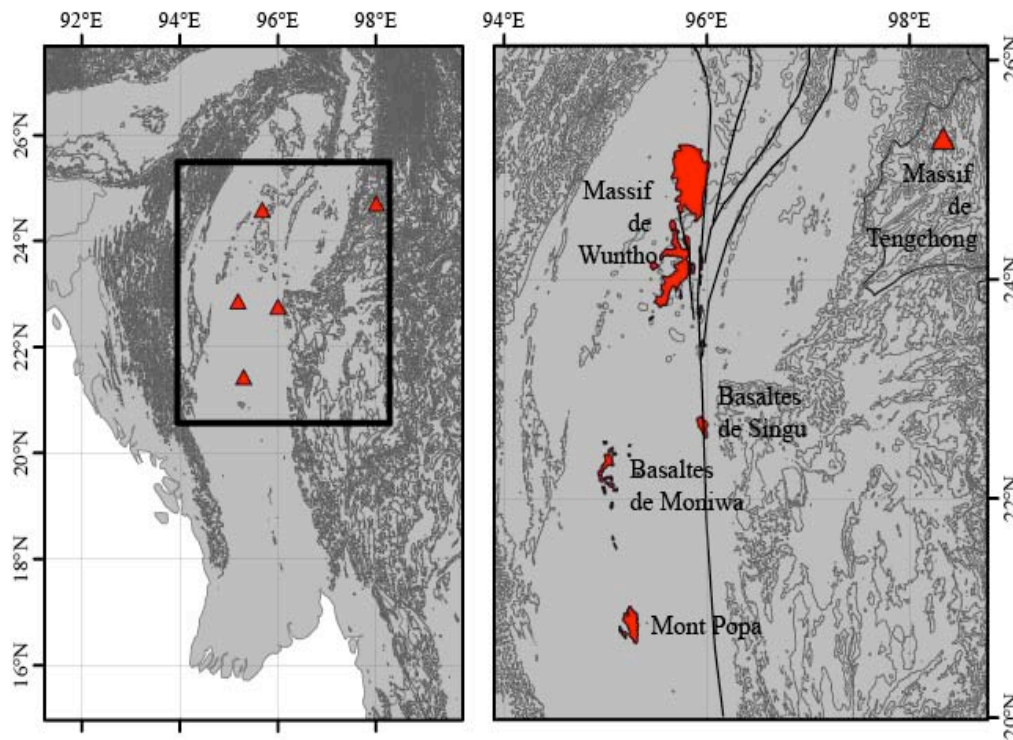 92°E 94°E 96°E 98°E
26°N
24°N
22°N
20°N
18°N
16°N
94°E 96°E 98°E
26°N
24°N
22°N
20°N
Massif
de
Wuntho
Massif
de
Tengchong
Basaltes
de Singu
Basaltes
de Moniwa
Mont Popa